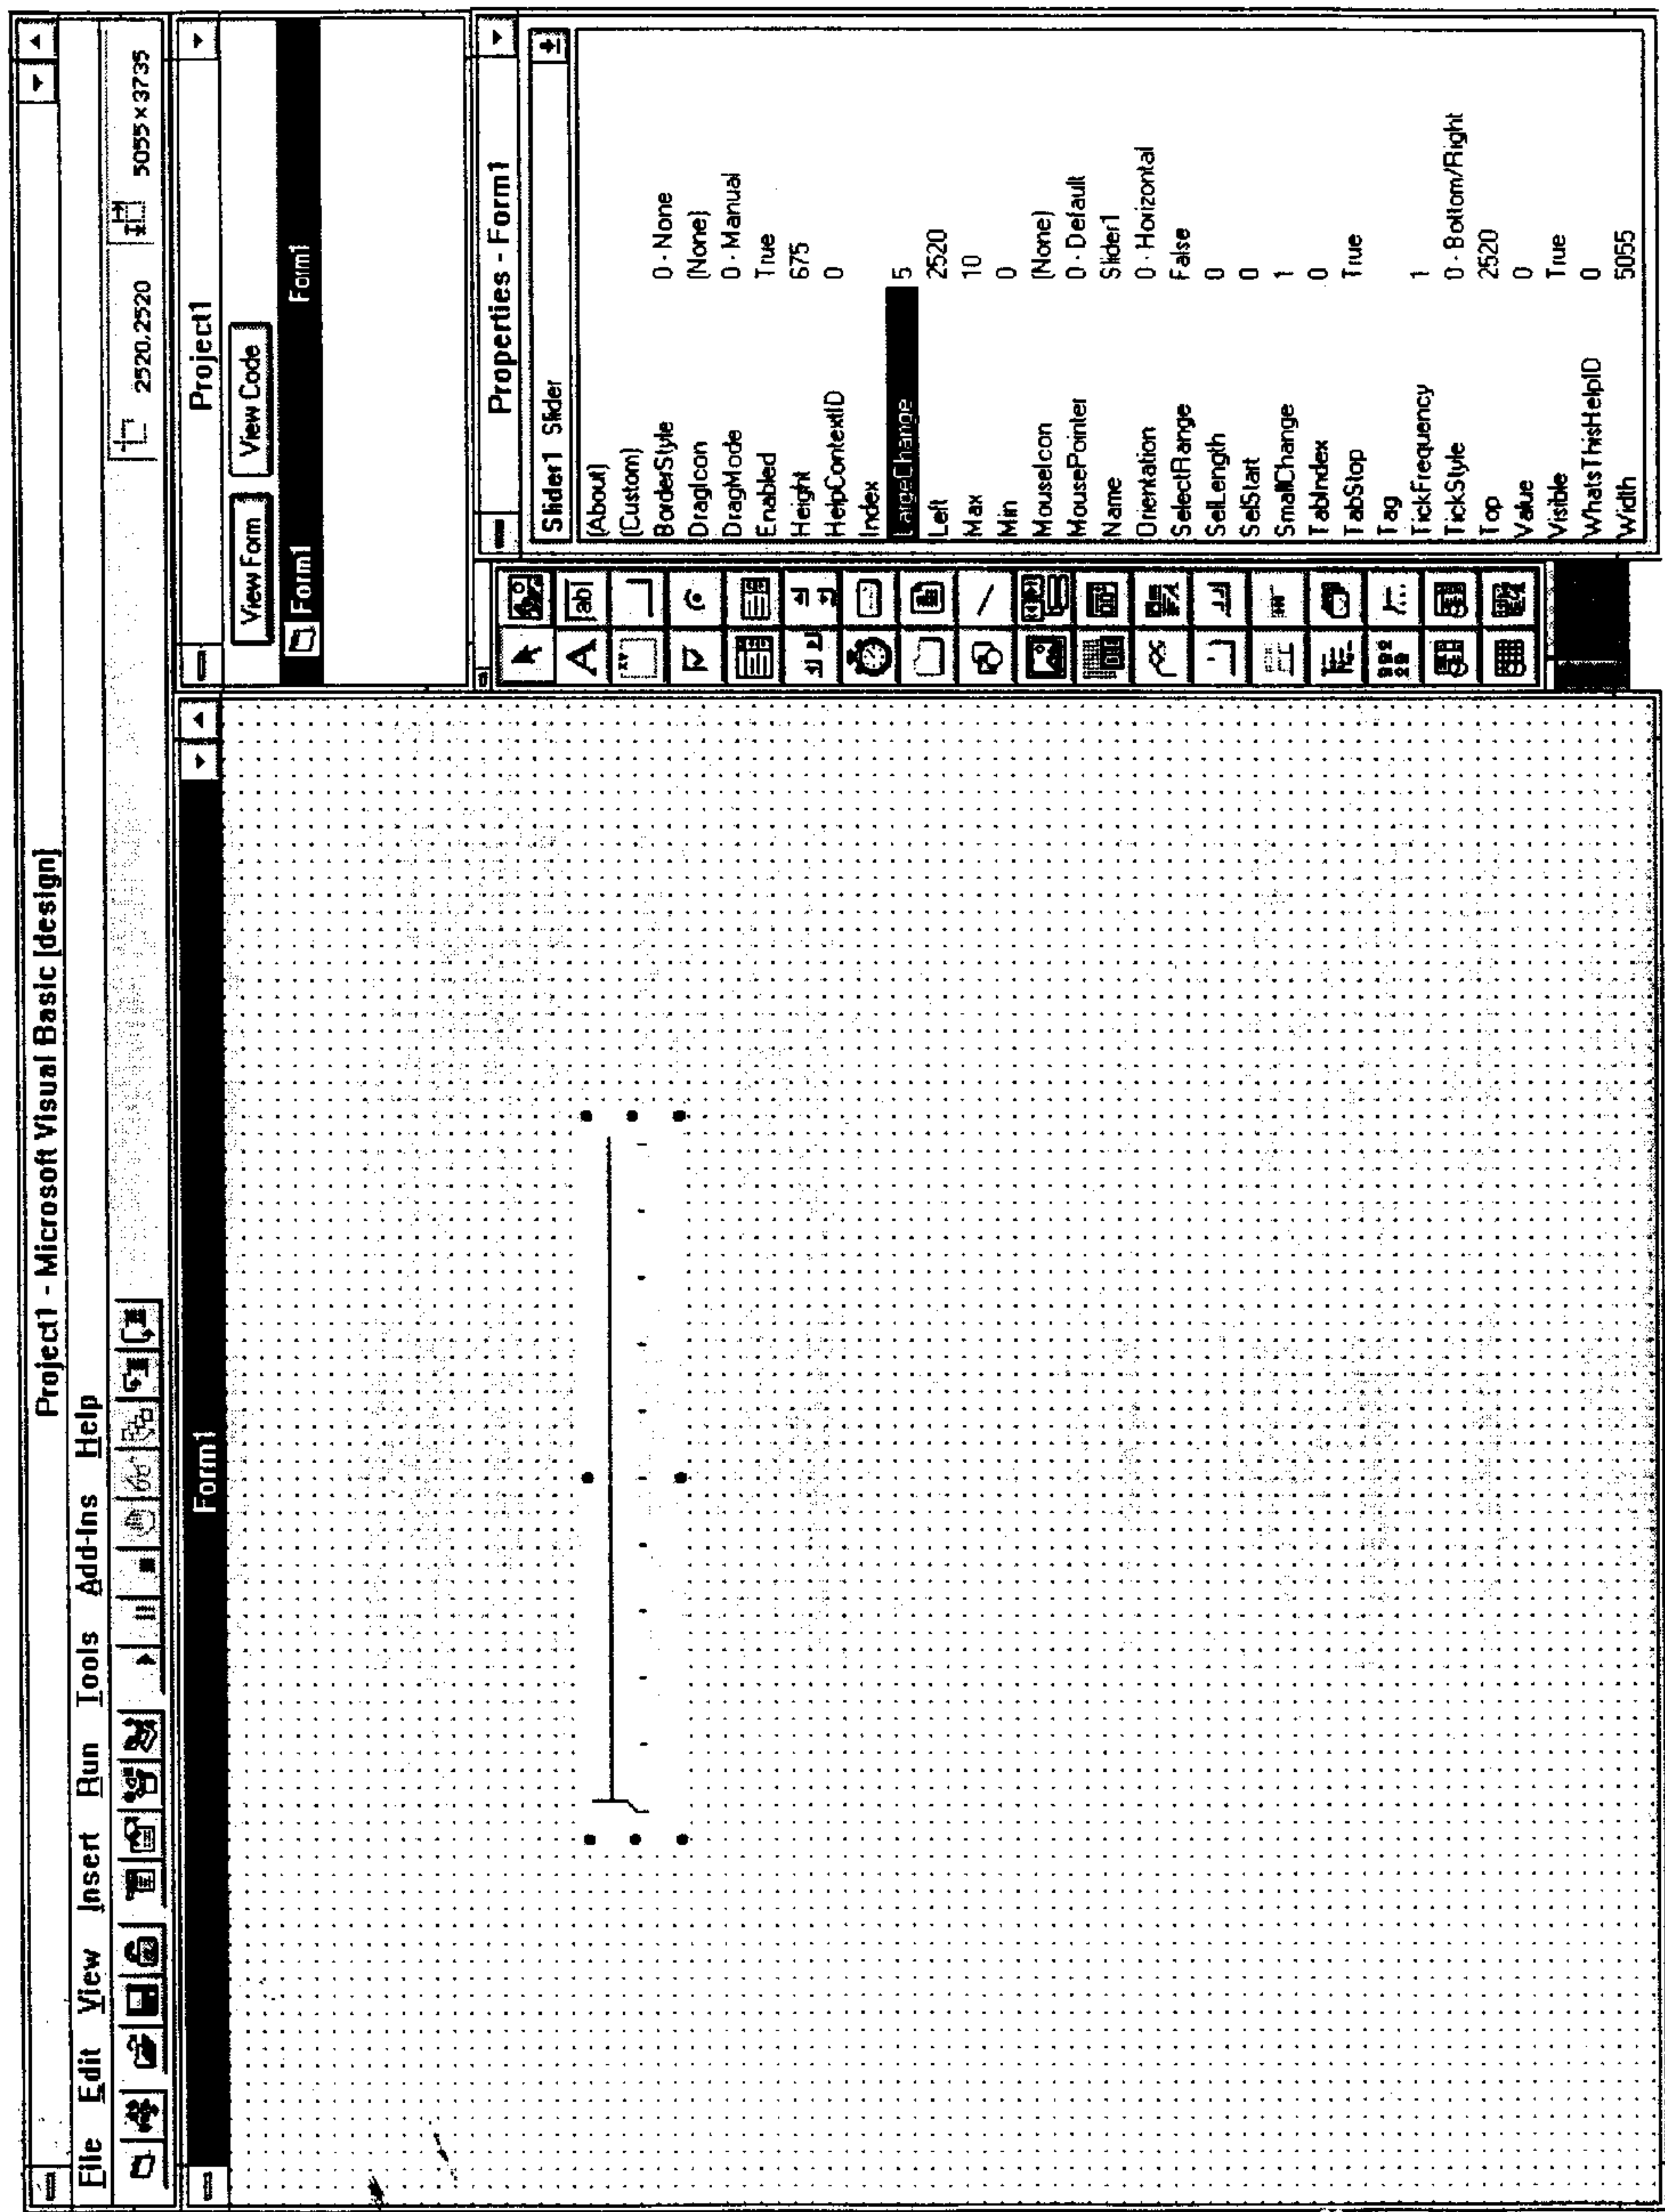 Project1 - Microsoft Visual Basic [design]
File Edit View Insert Run Tools Add-Ins Help
2520,2520 5055×3735
Form1
Project1
View Form View Code
Form1 Form1
Properties - Form1
Slider1 Slider
(About)
(Custom)
BorderStyle 0 - None
DragIcon (None)
DragMode 0 - Manual
Enabled True
Height 675
HelpContextID 0
Index
LargeChange 5
Left 2520
Max 10
Min 0
MouseIcon (None)
MousePointer 0 - Default
Name Slider1
Orientation 0 - Horizontal
SelectRange False
SelLength 0
SelStart 0
SmallChange 1
TabIndex 0
TabStop True
Tag
TickFrequency 1
TickStyle 0 - Bottom/Right
Top 2520
Value 0
Visible True
WhatsThisHelpID 0
Width 5055
A
ab